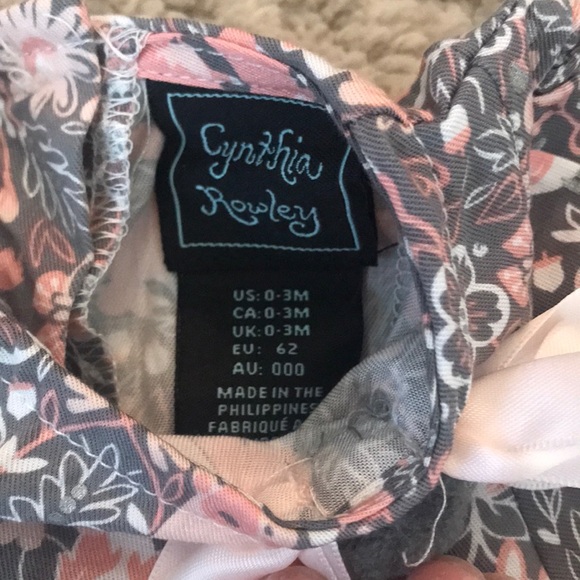 Cynthia
Rowley
US: 0-3M
CA: 0-3M
UK: 0-3M
EU: 62
AU: 000
MADE IN THE
PHILIPPINES
FABRIQUÉ A